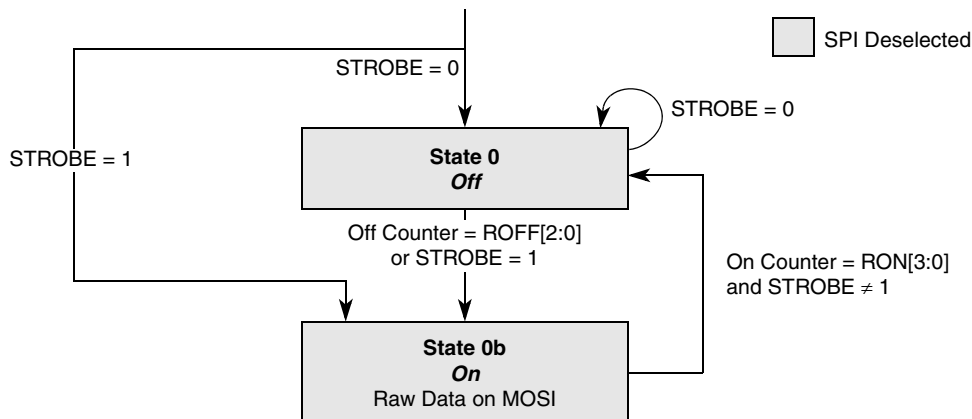 SPI Deselected
STROBE = 0
STROBE = 0
STROBE = 1
State 0
Off
Off Counter = ROFF[2:0]
or STROBE = 1
On Counter = RON[3:0]
and STROBE ≠ 1
State 0b
On
Raw Data on MOSI